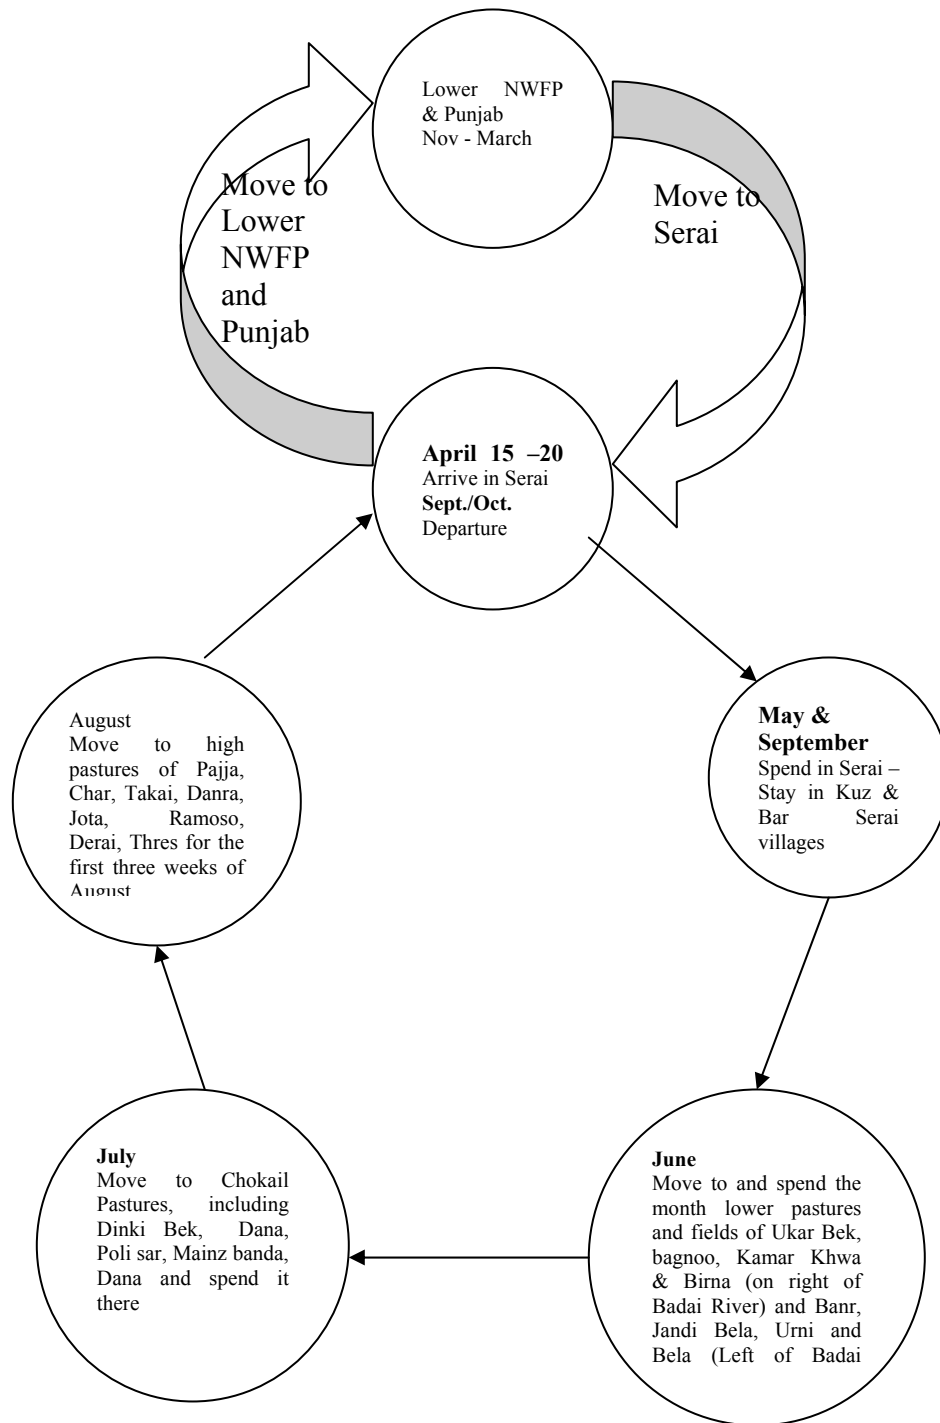 Lower NWFP
& Punjab
Nov - March
Move to
Lower
NWFP
and
Punjab
Move to
Serai
April 15 –20
Arrive in Serai
Sept./Oct.
Departure
May &
September
Spend in Serai –
Stay in Kuz &
Bar Serai
villages
August
Move to high
pastures of Pajja,
Char, Takai, Danra,
Jota, Ramoso,
Derai, Thres for the
first three weeks of
August
July
Move to Chokail
Pastures, including
Dinki Bek, Dana,
Poli sar, Mainz banda,
Dana and spend it
there
June
Move to and spend the
month lower pastures
and fields of Ukar Bek,
bagnoo, Kamar Khwa
& Birna (on right of
Badai River) and Banr,
Jandi Bela, Urni and
Bela (Left of Badai